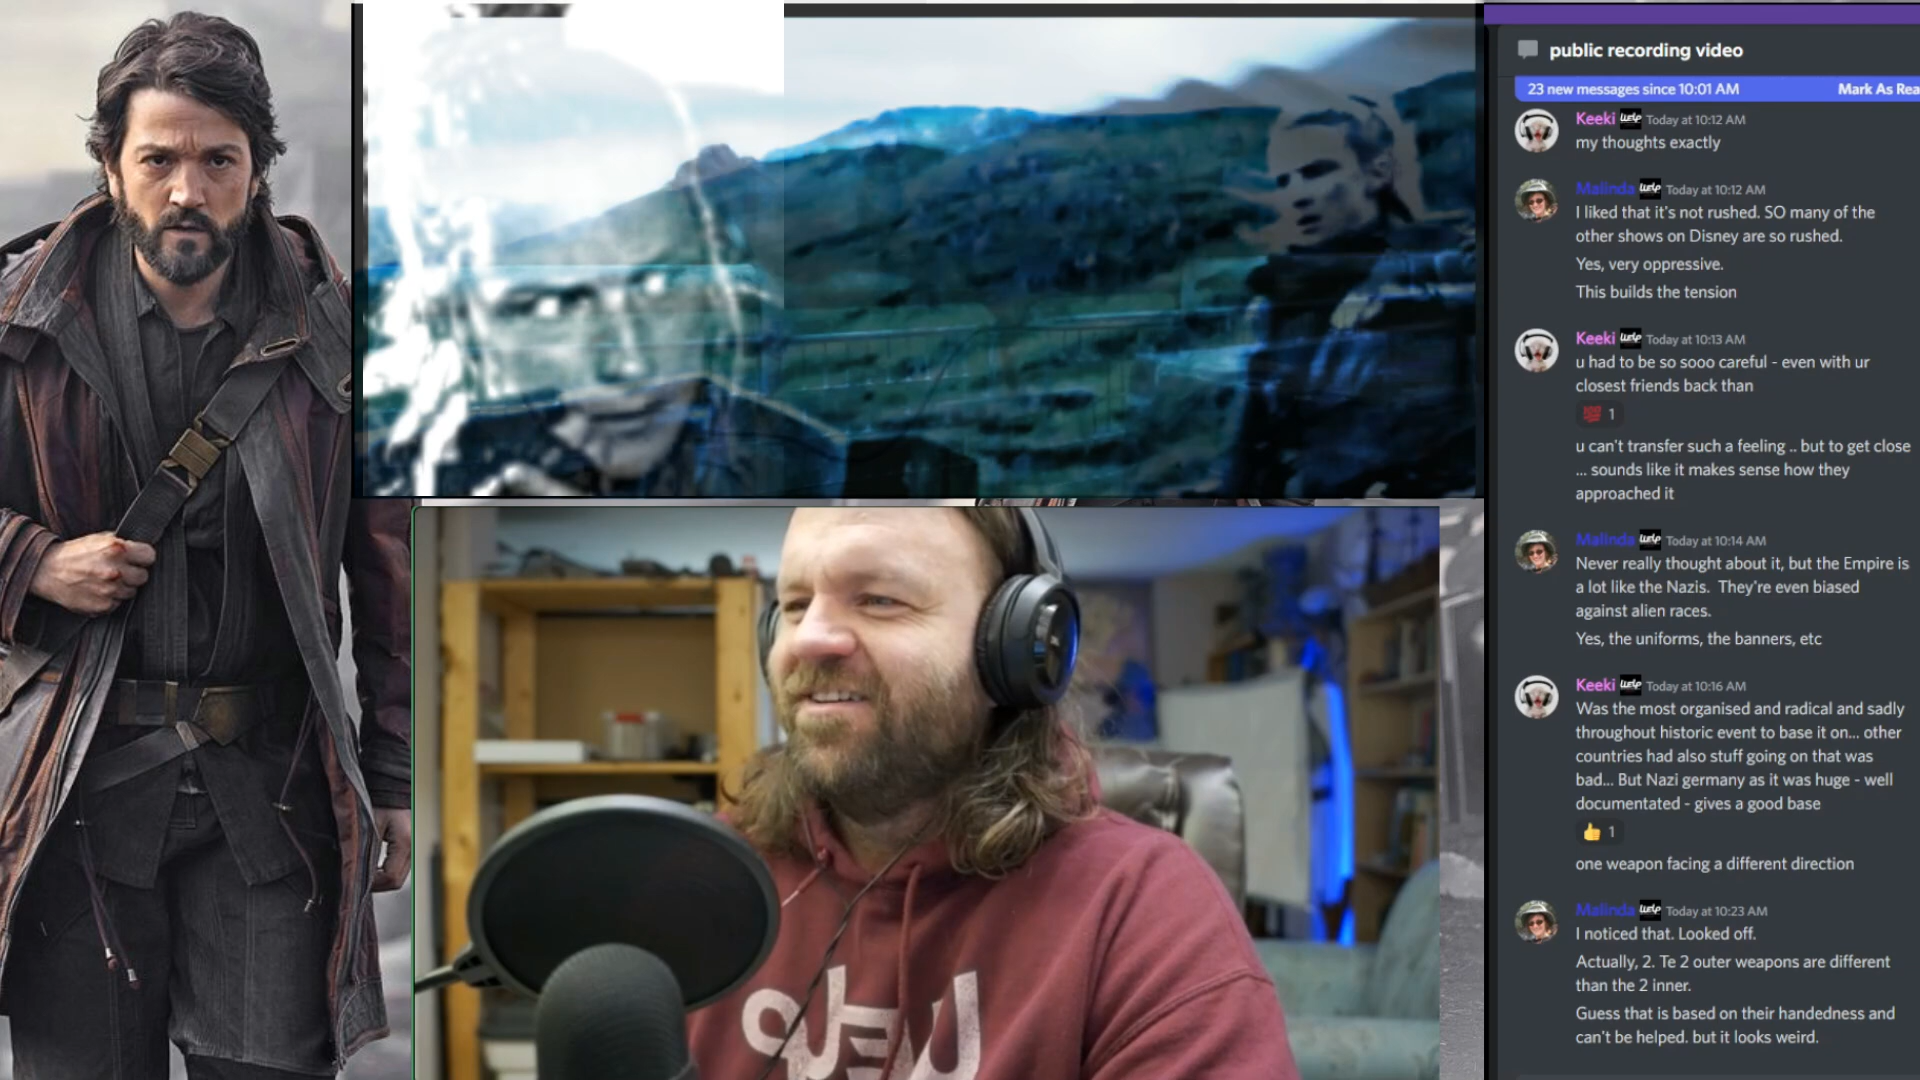 public recording video
23 new messages since 10:01 AM Mark As Rea
Keeki welp Today at 10:12 AM
my thoughts exactly
Malinda welp Today at 10:12 AM
I liked that it's not rushed. SO many of the
other shows on Disney are so rushed.
Yes, very oppressive.
This builds the tension
Keeki welp Today at 10:13 AM
u had to be so sooo careful - even with ur
closest friends back than
💯 1
u can't transfer such a feeling .. but to get close
... sounds like it makes sense how they
approached it
Malinda welp Today at 10:14 AM
Never really thought about it, but the Empire is
a lot like the Nazis. They're even biased
against alien races.
Yes, the uniforms, the banners, etc
Keeki welp Today at 10:16 AM
Was the most organised and radical and sadly
throughout historic event to base it on... other
countries had also stuff going on that was
bad... But Nazi germany as it was huge - well
documentated - gives a good base
👍 1
one weapon facing a different direction
Malinda welp Today at 10:23 AM
I noticed that. Looked off.
Actually, 2. Te 2 outer weapons are different
than the 2 inner.
Guess that is based on their handedness and
can't be helped. but it looks weird.